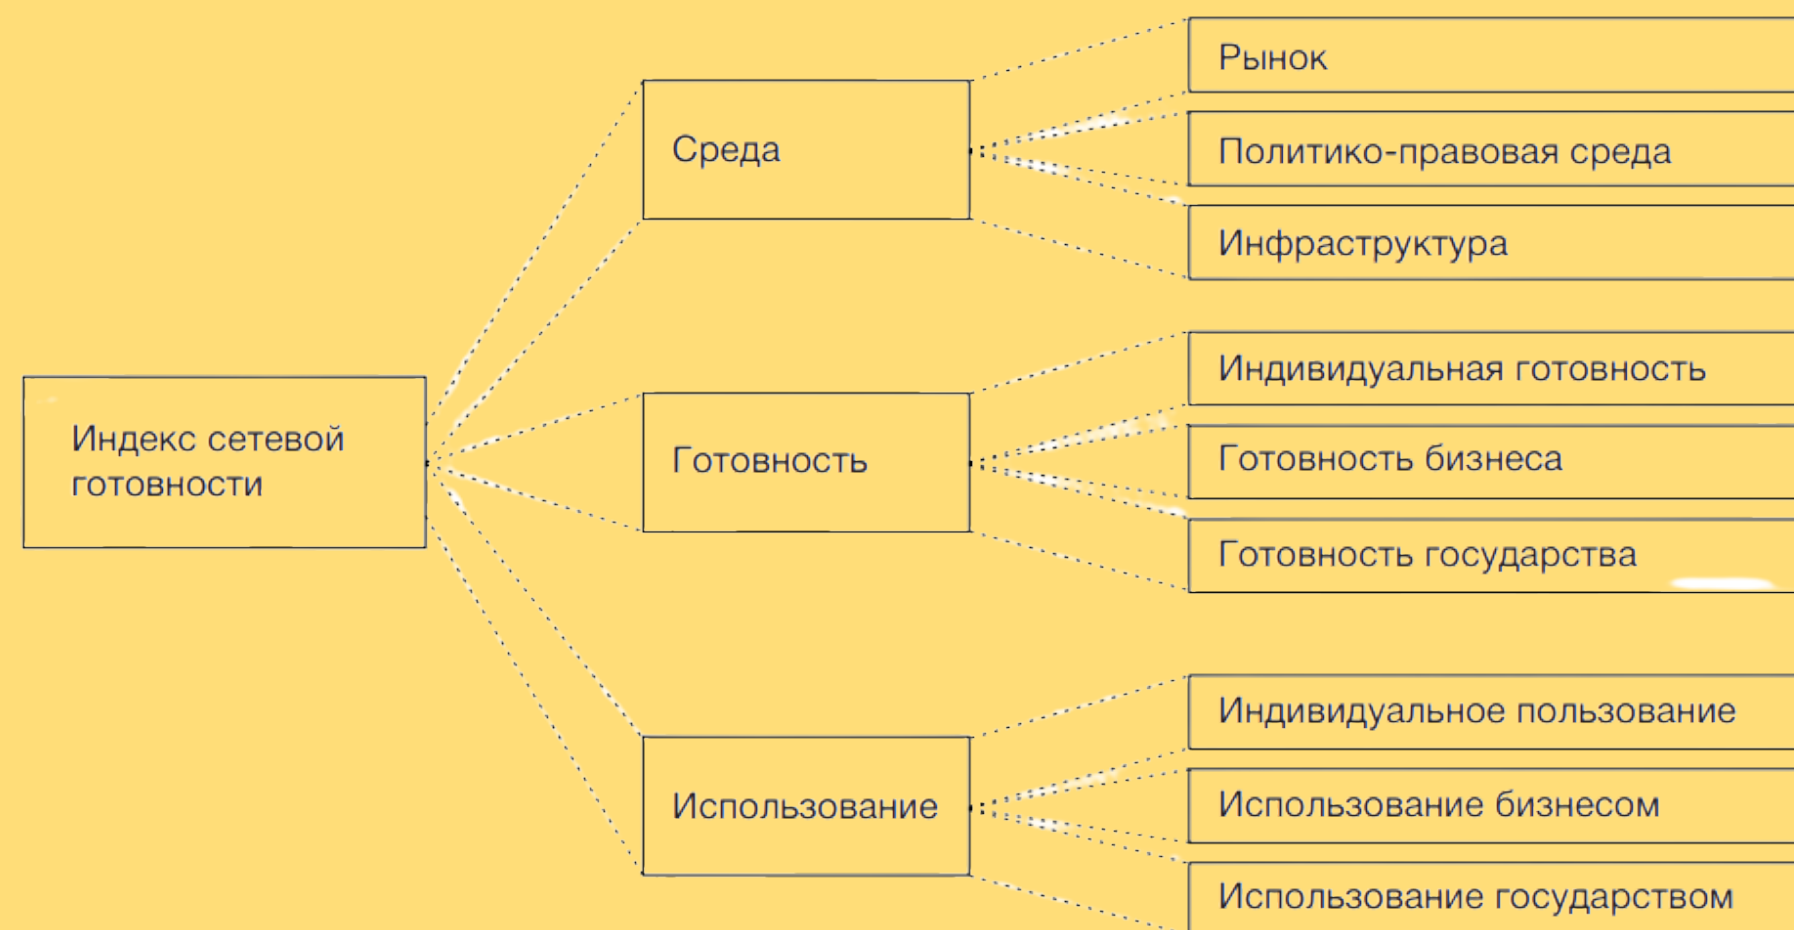 Рынок
Среда
Политико-правовая среда
Инфраструктура
Индивидуальная готовность
Индекс сетевой
готовности
Готовность
Готовность бизнеса
Готовность государства
Индивидуальное пользование
Использование
Использование бизнесом
Использование государством